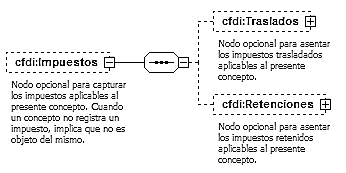 cfdi:Traslados
Nodo opcional para asentar
los impuestos trasladados
aplicables al presente
concepto.
cfdi:Impuestos
Nodo opcional para capturar
los impuestos aplicables al
presente concepto. Cuando
un concepto no registra un
impuesto, implica que no es
objeto del mismo.
cfdi:Retenciones
Nodo opcional para asentar
los impuestos retenidos
aplicables al presente
concepto.